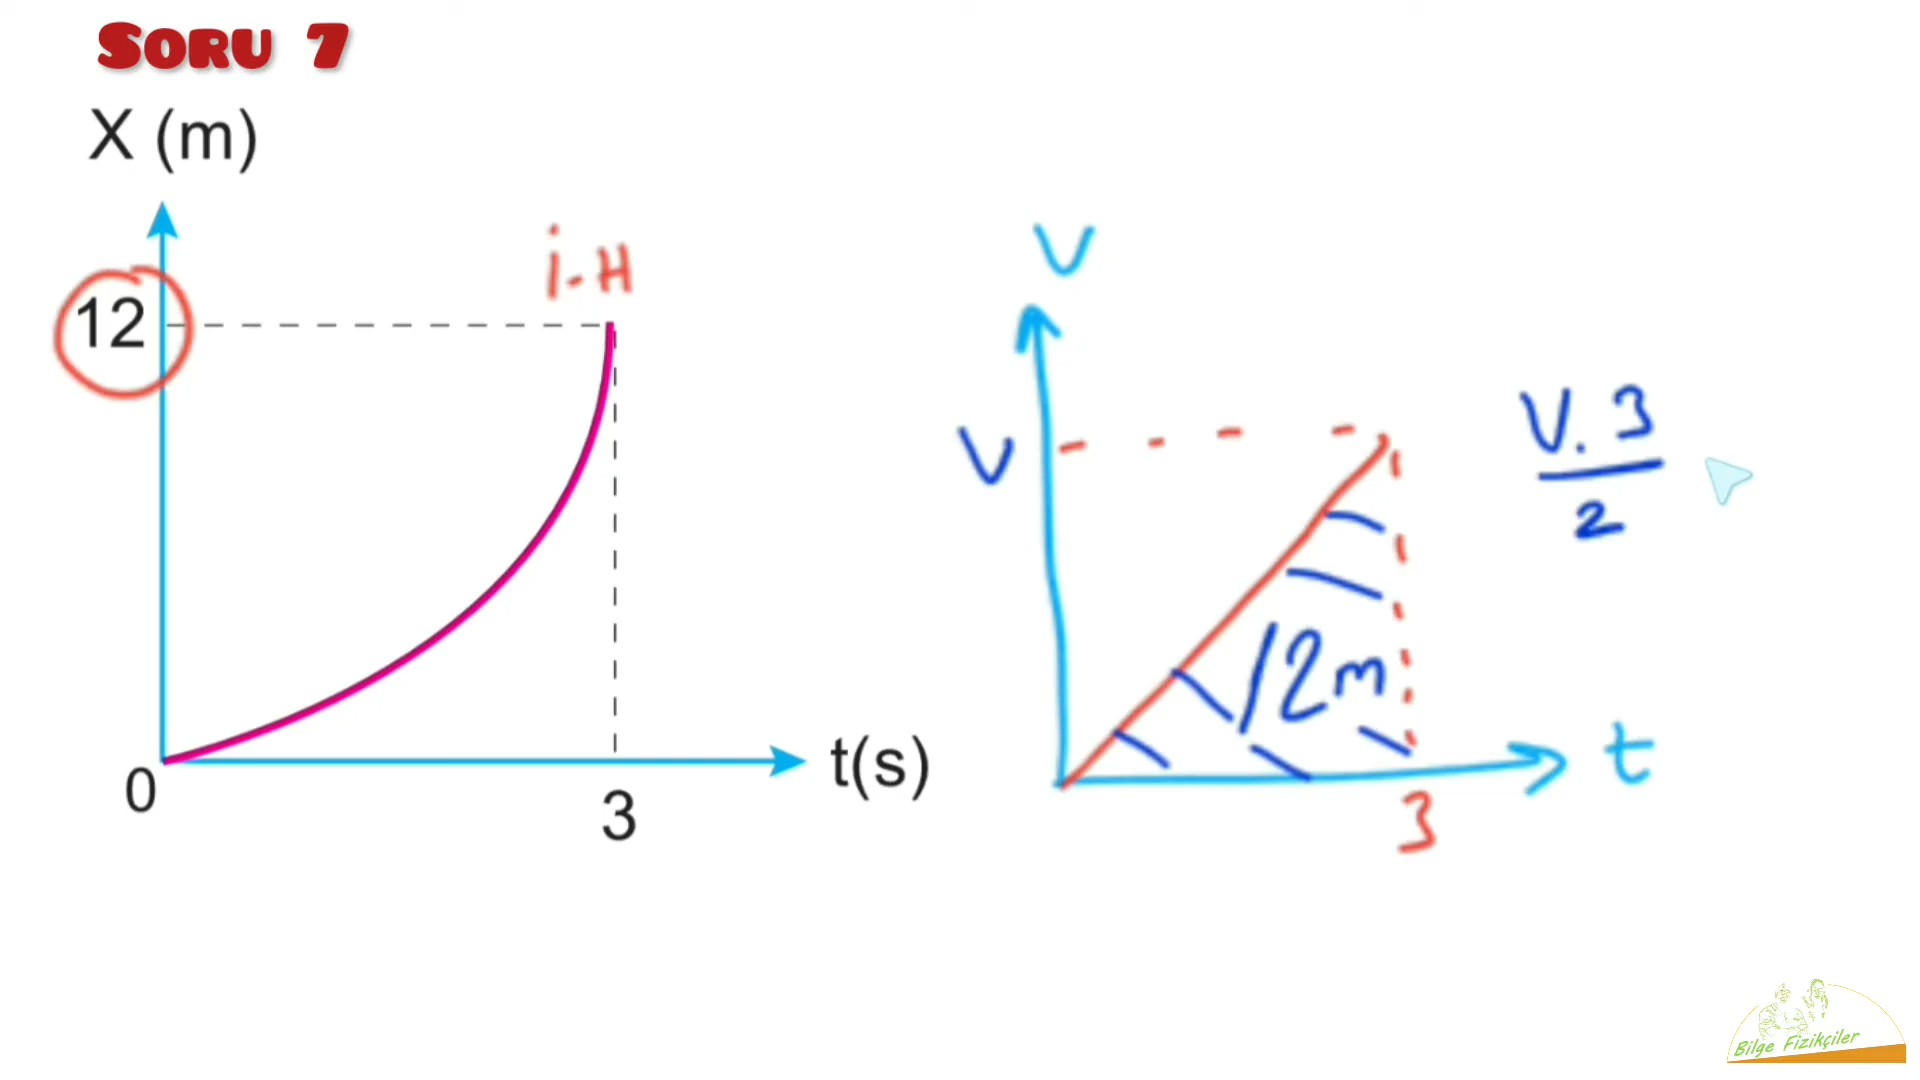 SORU 7
X (m)
12
i-H
0
3
t(s)
V
V
12m
3
t
V.3
2
Bilge Fizikçiler